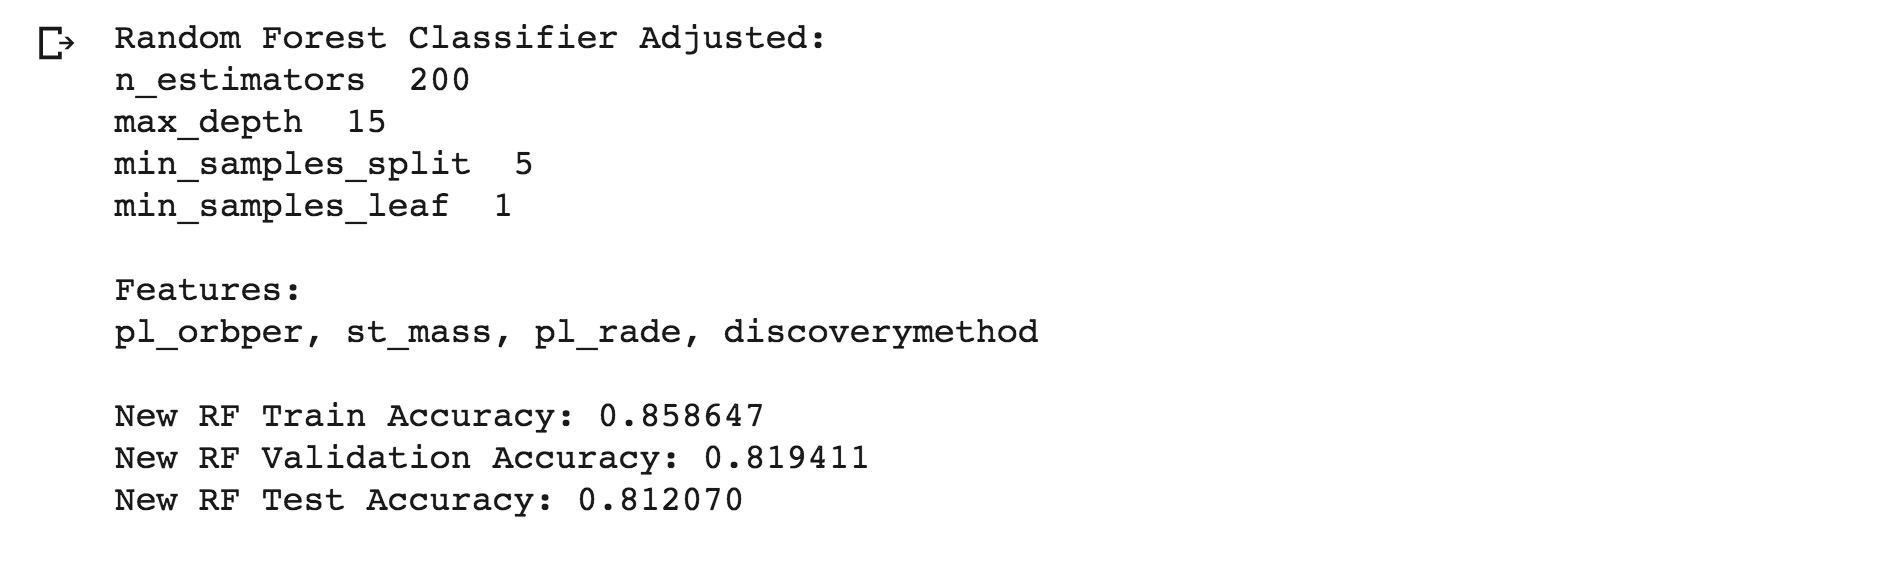 Random Forest Classifier Adjusted:
n_estimators  200
max_depth  15
min_samples_split  5
min_samples_leaf  1
Features:
pl_orbper, st_mass, pl_rade, discoverymethod
New RF Train Accuracy: 0.858647
New RF Validation Accuracy: 0.819411
New RF Test Accuracy: 0.812070